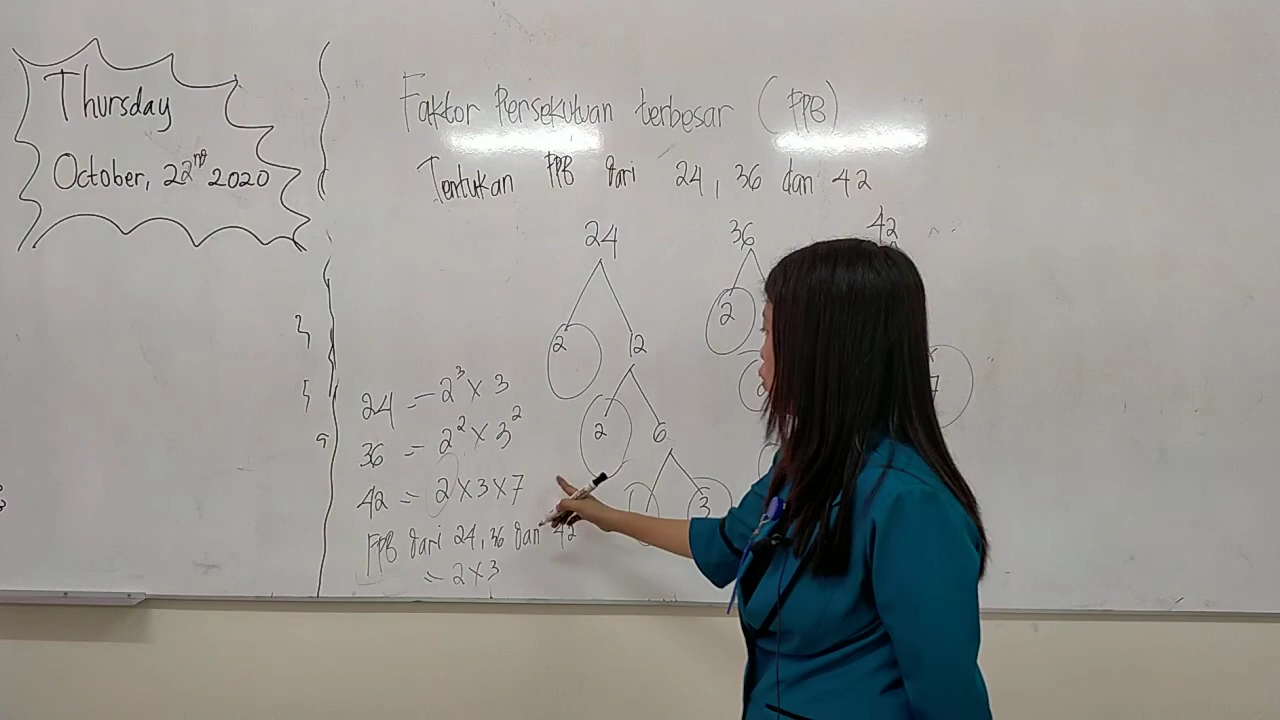 Thursday
October, 22nd 2020
Faktor Persekutuan terbesar (FPB)
Tentukan FPB dari 24, 36 dan 42
24
36
42
2
12
2
2
6
3
7
24 = 2³ × 3
36 = 2² × 3²
42 = 2 × 3 × 7
FPB dari 24, 36 dan 42
= 2 × 3